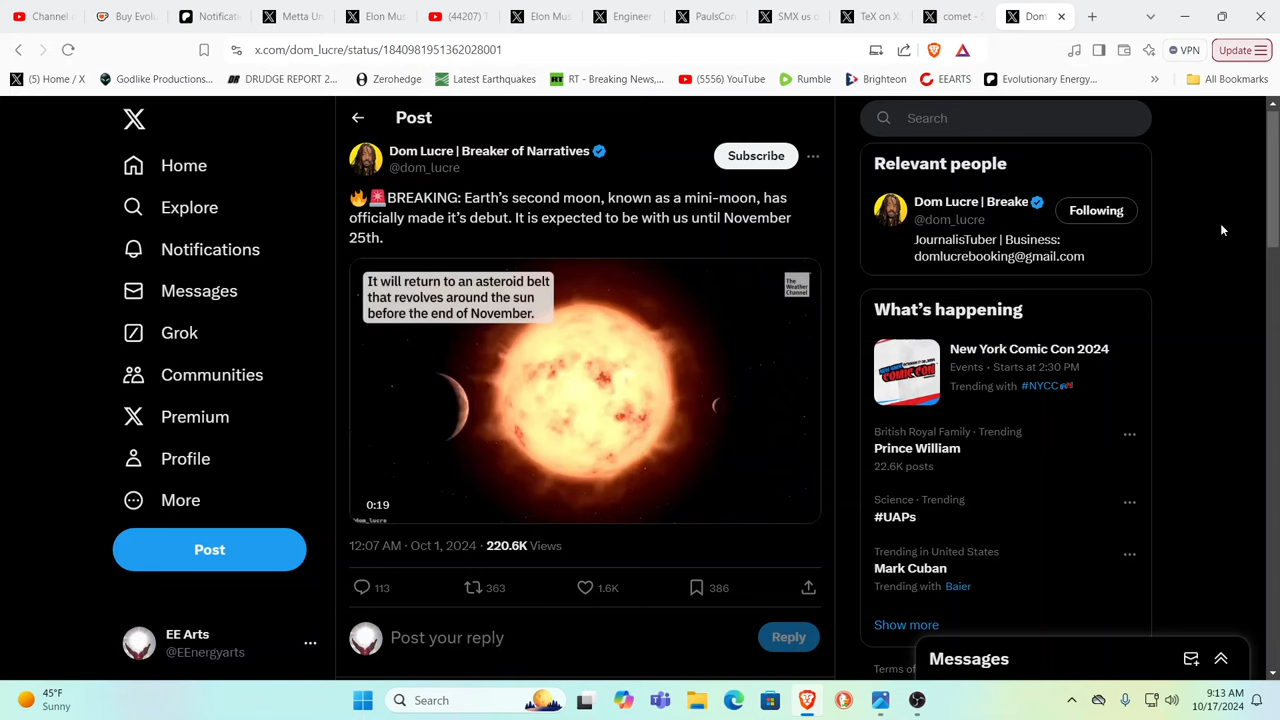 Channel
Buy Evolu
Notificati
Metta Un
Elon Mus
(44207) T
Elon Mus
Engineer
PaulsCor
SMX us o
TeX on X
comet - S
Dom
x.com/dom_lucre/status/1840981951362028001
VPN
Update
(5) Home / X
Godlike Productions...
DRUDGE REPORT 2...
Zerohedge
Latest Earthquakes
RT - Breaking News,...
(5556) YouTube
Rumble
Brighteon
EEARTS
Evolutionary Energy...
All Bookmarks
Home
Explore
Notifications
Messages
Grok
Communities
Premium
Profile
More
Post
EE Arts
@EEnergyarts
Post
Dom Lucre | Breaker of Narratives
@dom_lucre
Subscribe
🔥🚨BREAKING: Earth’s second moon, known as a mini-moon, has
officially made it’s debut. It is expected to be with us until November
25th.
It will return to an asteroid belt
that revolves around the sun
before the end of November.
The
Weather
Channel
0:19
dom_lucre
12:07 AM · Oct 1, 2024 · 220.6K Views
113
363
1.6K
386
Post your reply
Reply
Search
Relevant people
Dom Lucre | Breake
@dom_lucre
Following
JournalisTuber | Business:
domlucrebooking@gmail.com
What’s happening
NEW YORK
COMIC CON
New York Comic Con 2024
Events · Starts at 2:30 PM
Trending with #NYCC
British Royal Family · Trending
Prince William
22.6K posts
Science · Trending
#UAPs
Trending in United States
Mark Cuban
Trending with Baier
Show more
Terms of
Messages
45°F
Sunny
Search
9:13 AM
10/17/2024